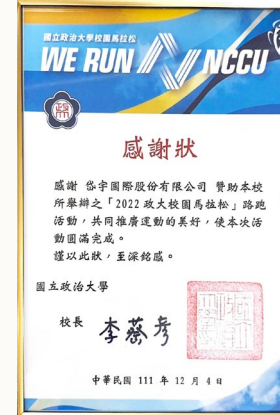 國立政治大學校園馬拉松
WE RUN N NCCU
感謝狀
感謝 岱宇國際股份有限公司 贊助本校
所舉辦之「2022 政大校園馬拉松」路跑
活動，共同推廣運動的美好，使本次活
動圓滿完成。
謹以此狀，至深銘感。
國立政治大學
校長 李蔡彥
中華民國 111 年 12 月 4 日